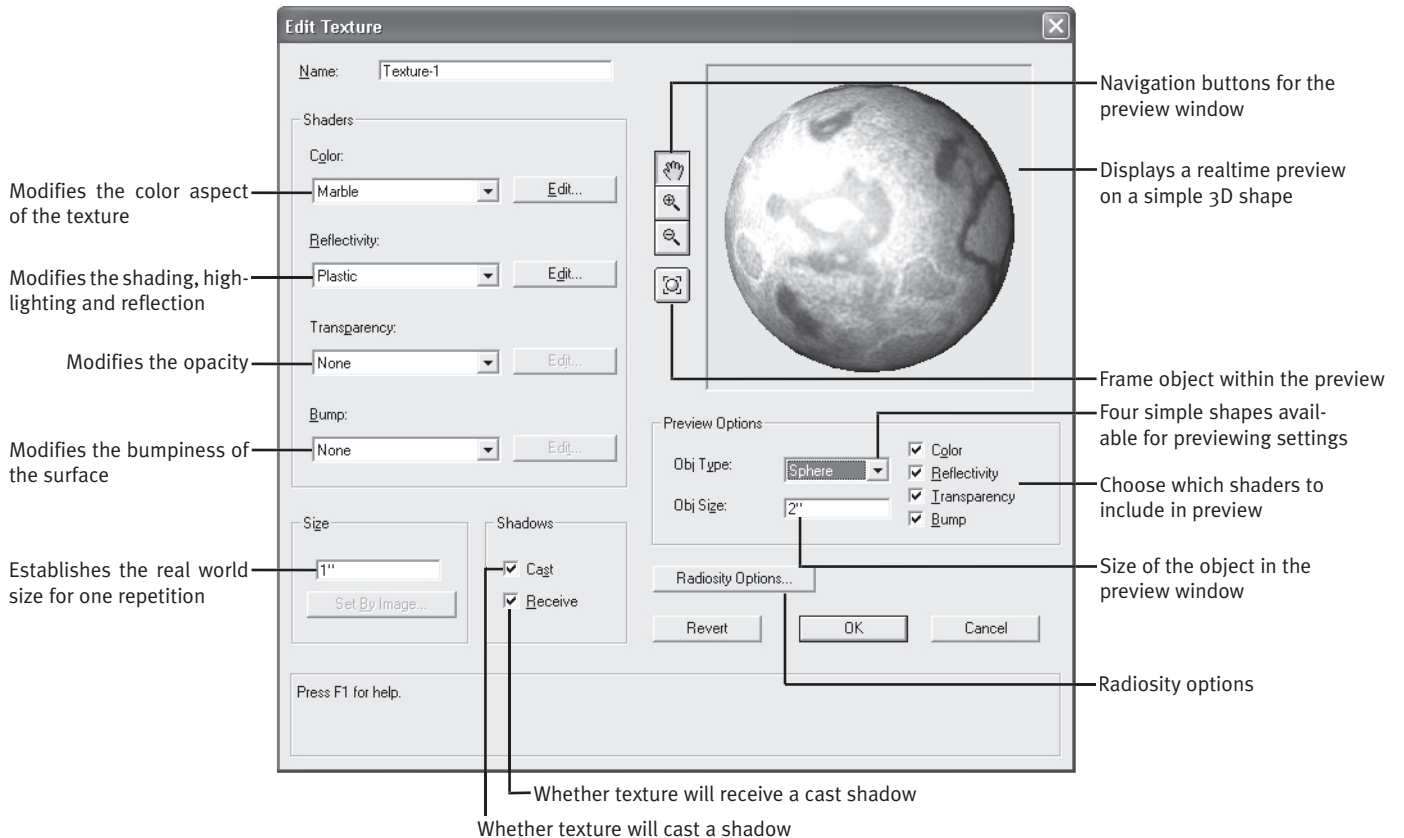 Edit Texture
Name: Texture-1
Shaders
Color:
Marble Edit...
Reflectivity:
Plastic Edit...
Transparency:
None Edit...
Bump:
None Edit...
Size
1"
Set By Image...
Shadows
Cast
Receive
Preview Options
Obj Type: Sphere
Obj Size: 2"
Color
Reflectivity
Transparency
Bump
Radiosity Options...
Revert OK Cancel
Press F1 for help.
Modifies the color aspect
of the texture
Modifies the shading, high-
lighting and reflection
Modifies the opacity
Modifies the bumpiness of
the surface
Establishes the real world
size for one repetition
Navigation buttons for the
preview window
Displays a realtime preview
on a simple 3D shape
Frame object within the preview
Four simple shapes avail-
able for previewing settings
Choose which shaders to
include in preview
Size of the object in the
preview window
Radiosity options
Whether texture will receive a cast shadow
Whether texture will cast a shadow